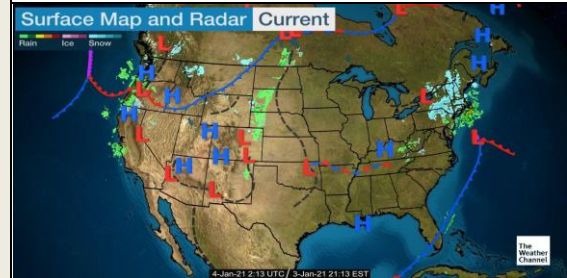 Surface Map and Radar Current
Rain Ice Snow
L L
H
L
H H
H H
L L
H L
H
L
H L
H L
L H
H L
L
H
The
Weather
Channel
4-Jan-21 2:13 UTC / 3-Jan-21 21:13 EST